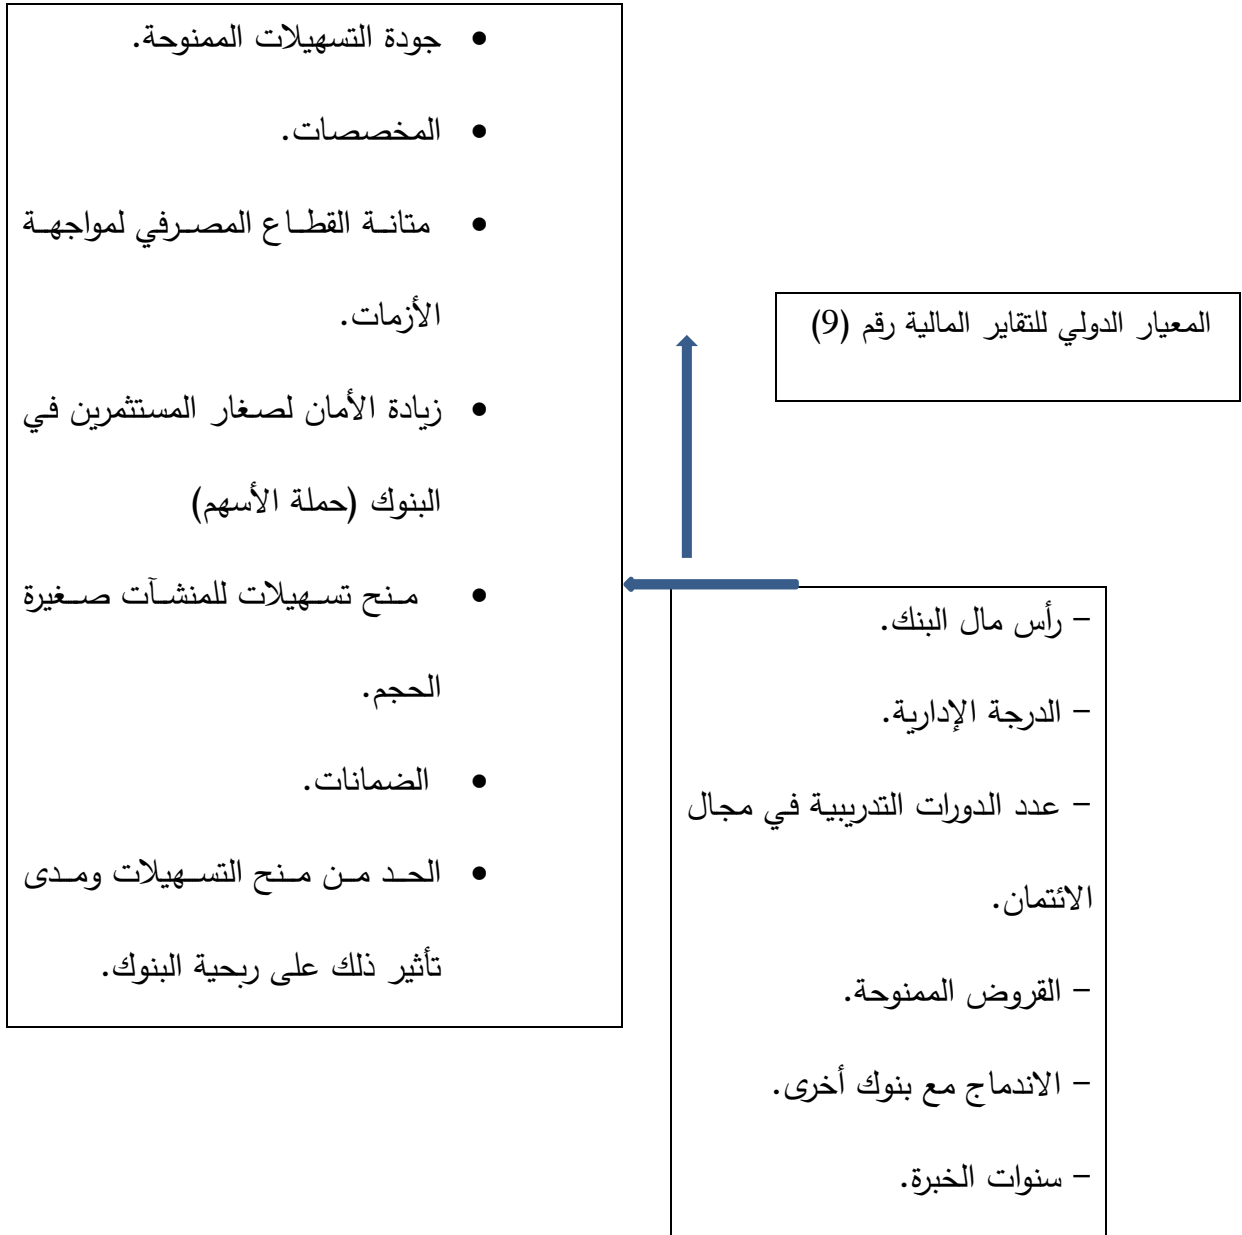 المعيار الدولي للتقاير المالية رقم (9)
• جودة التسهيلات الممنوحة.
• المخصصات.
• متانة القطاع المصرفي لمواجهة
الأزمات.
• زيادة الأمان لصغار المستثمرين في
البنوك (حملة الأسهم)
• منح تسهيلات للمنشآت صغيرة
الحجم.
• الضمانات.
• الحد من منح التسهيلات ومدى
تأثير ذلك على ربحية البنوك.
- رأس مال البنك.
- الدرجة الإدارية.
- عدد الدورات التدريبية في مجال
الائتمان.
- القروض الممنوحة.
- الاندماج مع بنوك أخرى.
- سنوات الخبرة.